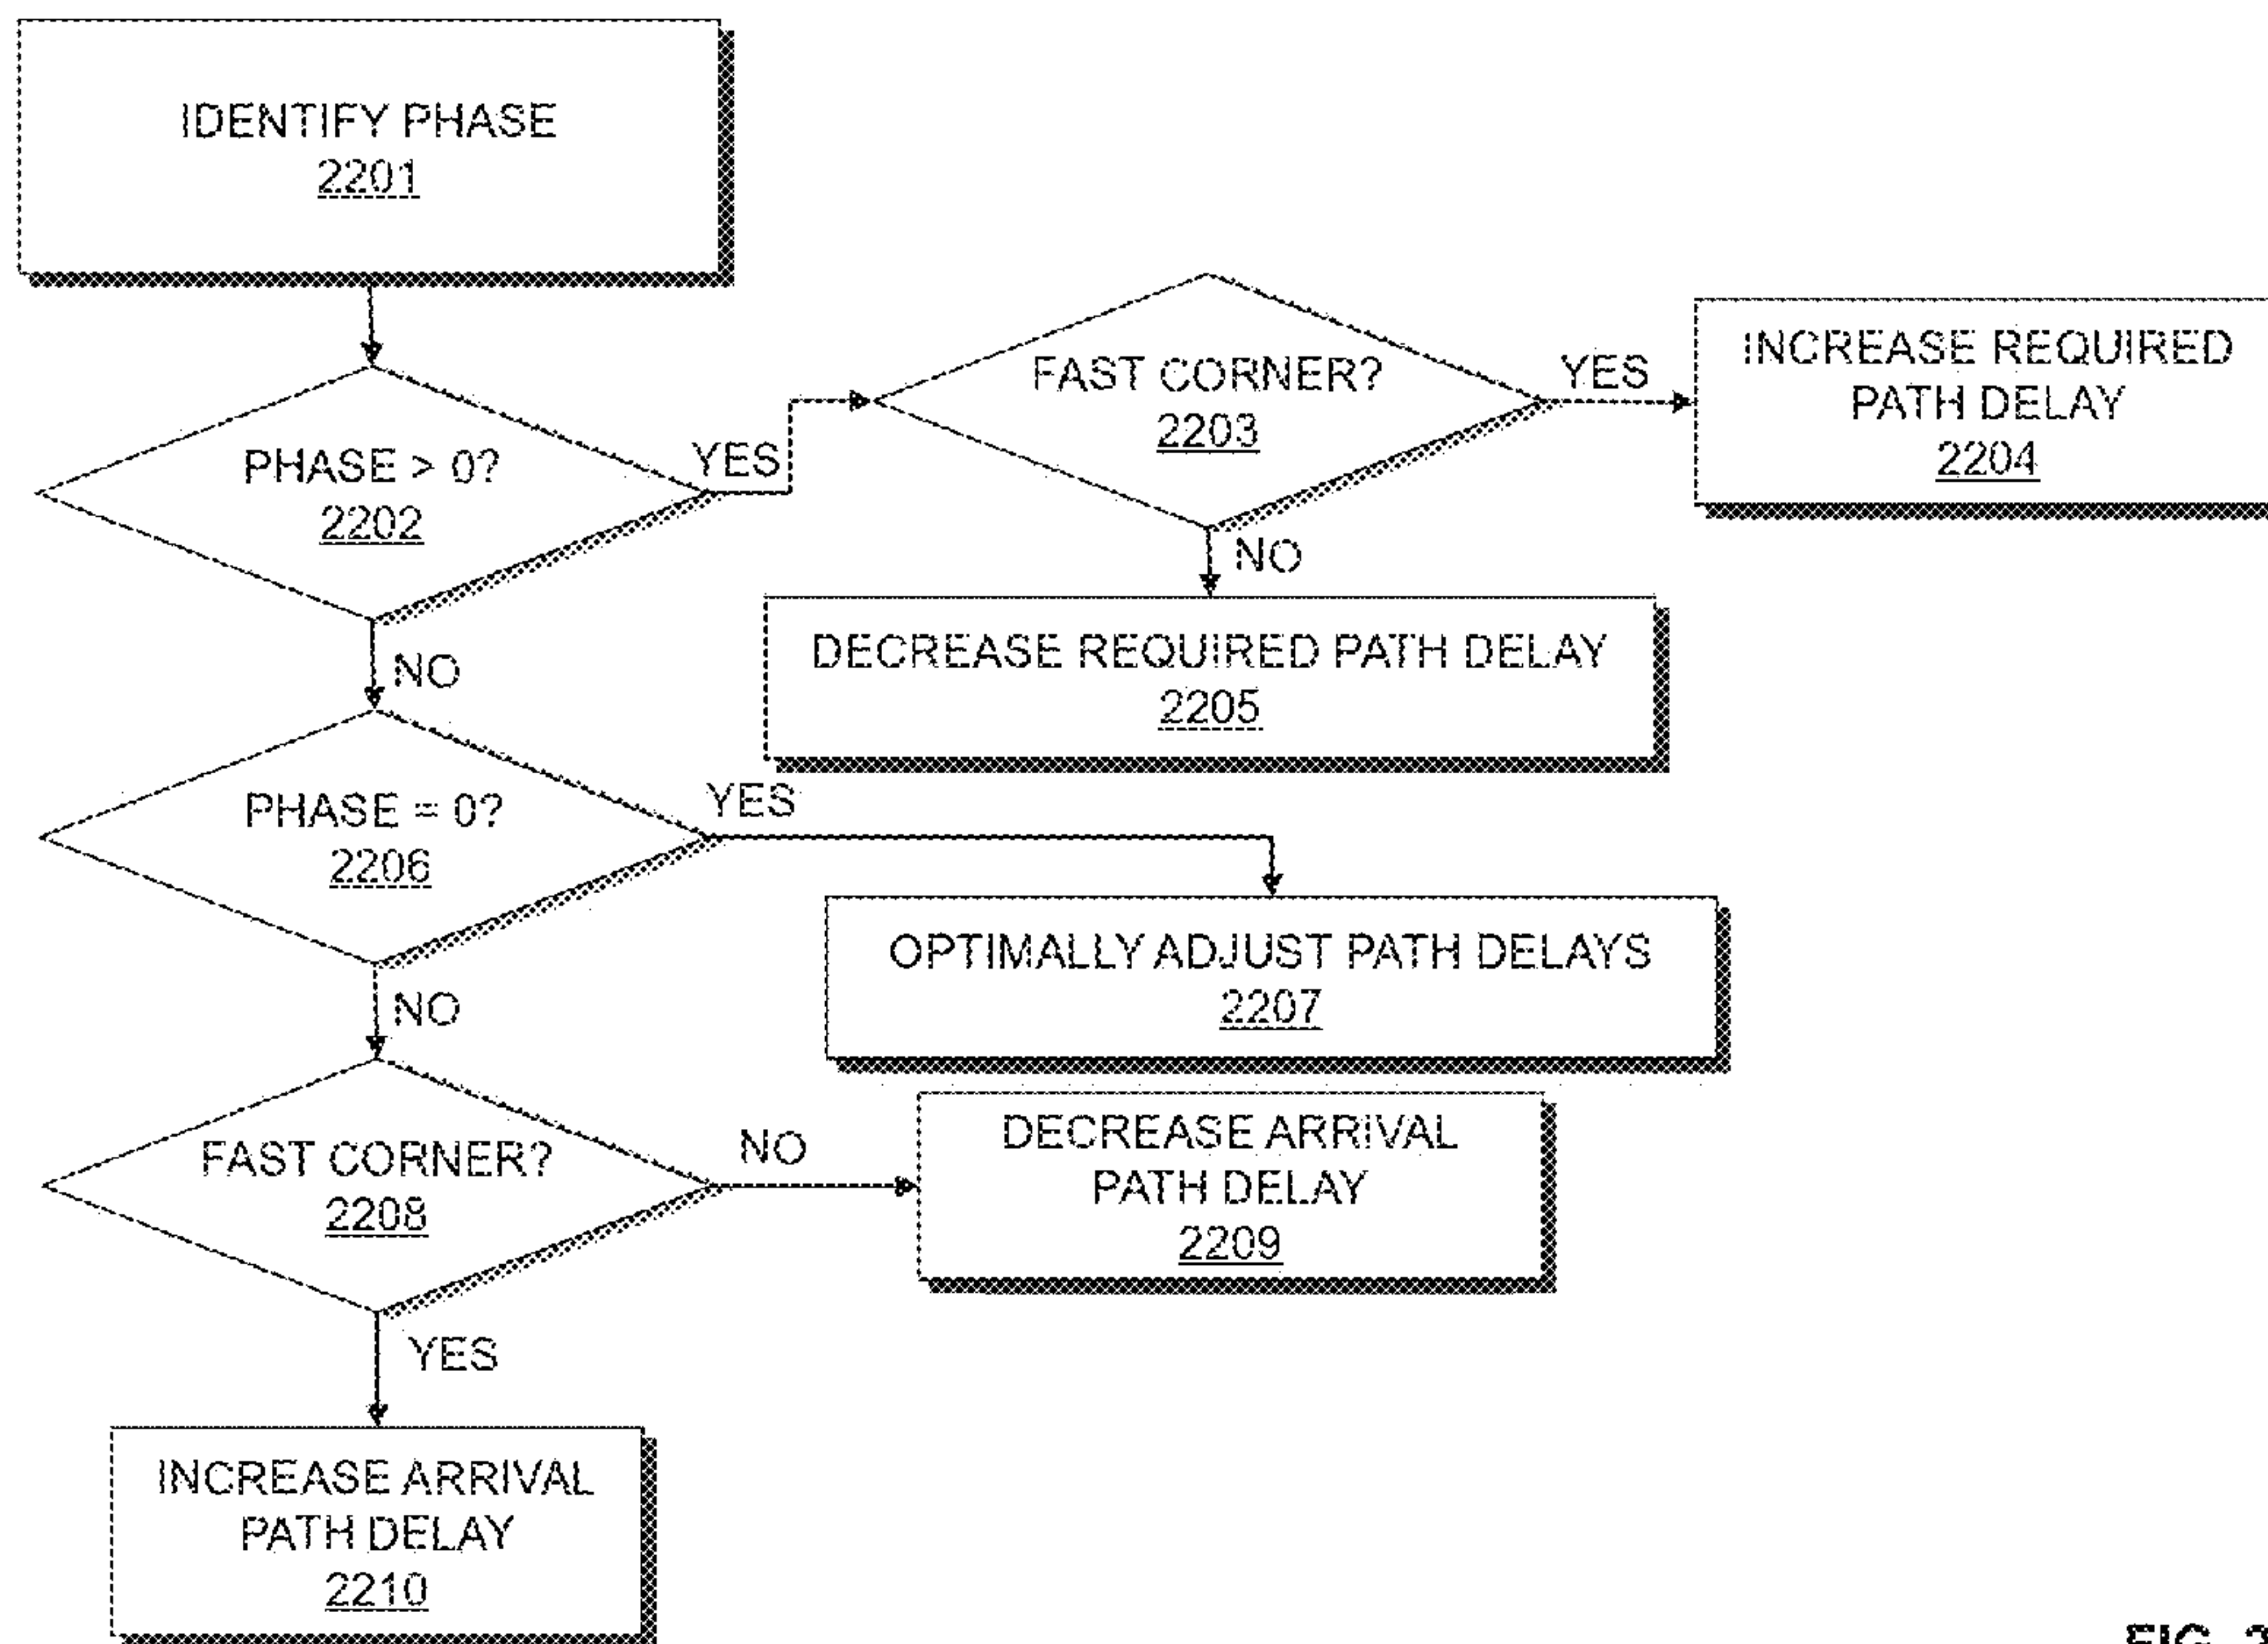 IDENTIFY PHASE
2201
PHASE > 0?
2202
YES
NO
FAST CORNER?
2203
YES
NO
INCREASE REQUIRED
PATH DELAY
2204
DECREASE REQUIRED PATH DELAY
2205
PHASE = 0?
2206
YES
NO
OPTIMALLY ADJUST PATH DELAYS
2207
FAST CORNER?
2208
NO
YES
DECREASE ARRIVAL
PATH DELAY
2209
INCREASE ARRIVAL
PATH DELAY
2210
FIG.